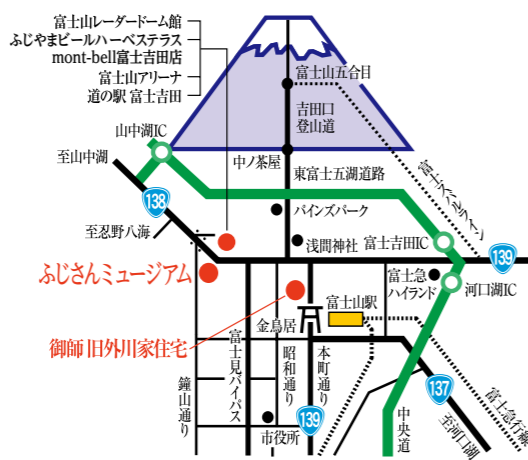 富士山レーダードーム館
ふじやまビールハーベステラス
mont-bell富士吉田店
富士山アリーナ
道の駅 富士吉田
富士山五合目
吉田口
登山道
山中湖IC
至山中湖
中ノ茶屋
東富士五湖道路
富士スバルライン
138
パインズパーク
至忍野八海
浅間神社
富士吉田IC
139
ふじさんミュージアム
富士急
ハイランド
河口湖IC
富士山駅
金鳥居
御師 旧外川家住宅
鐘山通り
富士見バイパス
昭和通り
本町通り
137
139
市役所
中央道
至河口湖
富士急行線